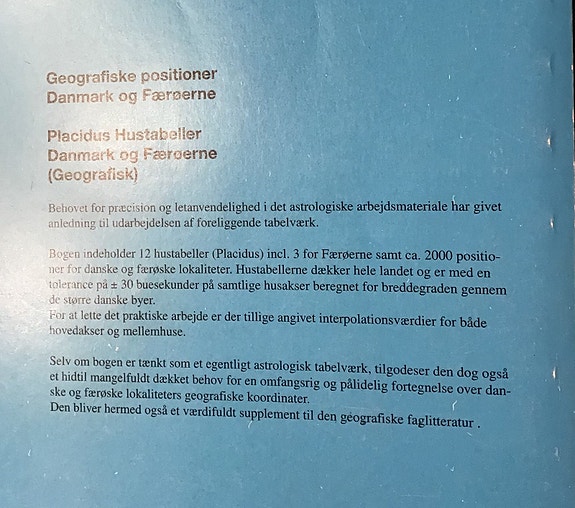 Geografiske positioner
Danmark og Færøerne
Placidus Hustabeller
Danmark og Færøerne
(Geografisk)
Behovet for præcision og letanvendelighed i det astrologiske arbejdsmateriale har givet
anledning til udarbejdelsen af foreliggende tabelværk.
Bogen indeholder 12 hustabeller (Placidus) incl. 3 for Færøerne samt ca. 2000 positio-
ner for danske og færøske lokaliteter. Hustabellerne dækker hele landet og er med en
tolerance på ± 30 buesekunder på samtlige husakser beregnet for breddegraden gennem
de større danske byer.
For at lette det praktiske arbejde er der tillige angivet interpolationsværdier for både
hovedakser og mellemhuse.
Selv om bogen er tænkt som et egentligt astrologisk tabelværk, tilgodeser den dog også
et hidtil mangelfuldt dækket behov for en omfangsrig og pålidelig fortegnelse over dan-
ske og færøske lokaliteters geografiske koordinater.
Den bliver hermed også et værdifuldt supplement til den geografiske faglitteratur .